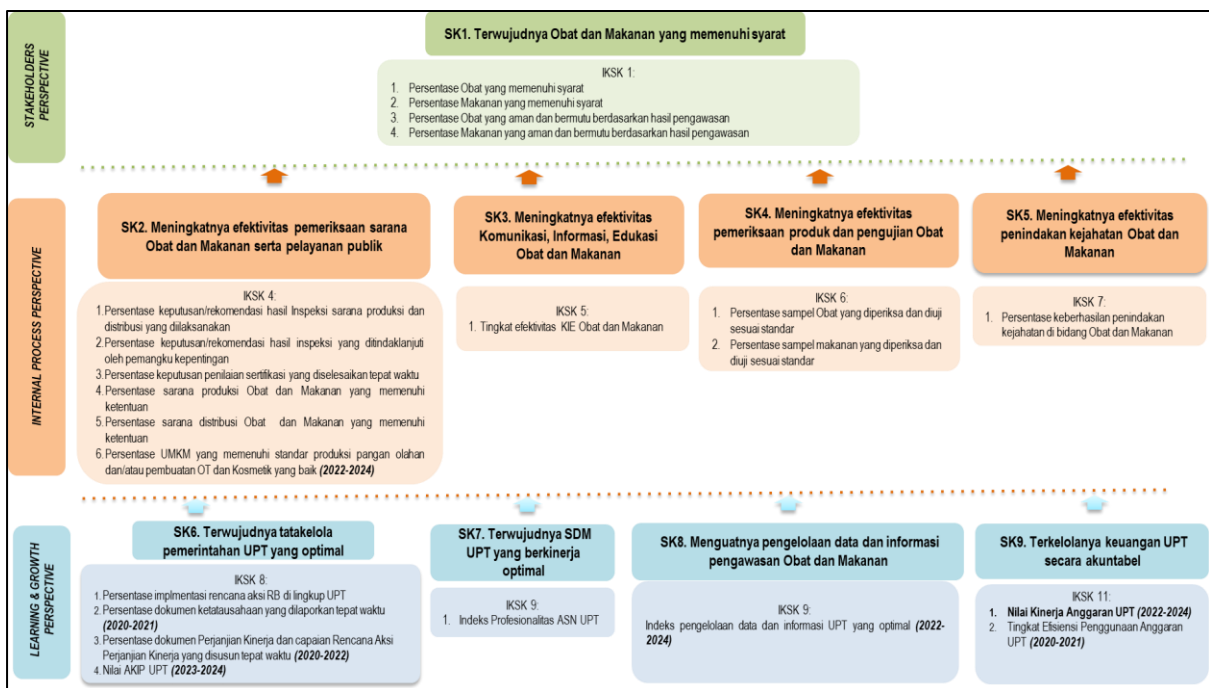 STAKEHOLDERS
PERSPECTIVE
SK1. Terwujudnya Obat dan Makanan yang memenuhi syarat
IKSK 1:
1. Persentase Obat yang memenuhi syarat
2. Persentase Makanan yang memenuhi syarat
3. Persentase Obat yang aman dan bermutu berdasarkan hasil pengawasan
4. Persentase Makanan yang aman dan bermutu berdasarkan hasil pengawasan
INTERNAL PROCESS PERSPECTIVE
SK2. Meningkatnya efektivitas pemeriksaan sarana
Obat dan Makanan serta pelayanan publik
IKSK 4:
1.Persentase keputusan/rekomendasi hasil Inspeksi sarana produksi dan
distribusi yang dilaksanakan
2.Persentase keputusan/rekomendasi hasil inspeksi yang ditindaklanjuti
oleh pemangku kepentingan
3.Persentase keputusan penilaian sertifikasi yang diselesaikan tepat waktu
4.Persentase sarana produksi Obat dan Makanan yang memenuhi
ketentuan
5.Persentase sarana distribusi Obat dan Makanan yang memenuhi
ketentuan
6.Persentase UMKM yang memenuhi standar produksi pangan olahan
dan/atau pembuatan OT dan Kosmetik yang baik (2022-2024)
SK3. Meningkatnya efektivitas
Komunikasi, Informasi, Edukasi
Obat dan Makanan
IKSK 5:
1. Tingkat efektivitas KIE Obat dan Makanan
SK4. Meningkatnya efektivitas
pemeriksaan produk dan pengujian Obat
dan Makanan
IKSK 6:
1. Persentase sampel Obat yang diperiksa dan diuji
sesuai standar
2. Persentase sampel makanan yang diperiksa dan
diuji sesuai standar
SK5. Meningkatnya efektivitas
penindakan kejahatan Obat dan
Makanan
IKSK 7:
1. Persentase keberhasilan penindakan
kejahatan di bidang Obat dan Makanan
LEARNING & GROWTH
PERSPECTIVE
SK6. Terwujudnya tatakelola
pemerintahan UPT yang optimal
IKSK 8:
1. Persentase implmentasi rencana aksi RB di lingkup UPT
2. Persentase dokumen ketatausahaan yang dilaporkan tepat waktu
(2020-2021)
3. Persentase dokumen Perjanjian Kinerja dan capaian Rencana Aksi
Perjanjian Kinerja yang disusun tepat waktu (2020-2022)
4. Nilai AKIP UPT (2023-2024)
SK7. Terwujudnya SDM
UPT yang berkinerja
optimal
IKSK 9:
1. Indeks Profesionalitas ASN UPT
SK8. Menguatnya pengelolaan data dan informasi
pengawasan Obat dan Makanan
IKSK 9:
Indeks pengelolaan data dan informasi UPT yang optimal (2022-
2024)
SK9. Terkelolanya keuangan UPT
secara akuntabel
IKSK 11:
1. Nilai Kinerja Anggaran UPT (2022-2024)
2. Tingkat Efisiensi Penggunaan Anggaran
UPT (2020-2021)